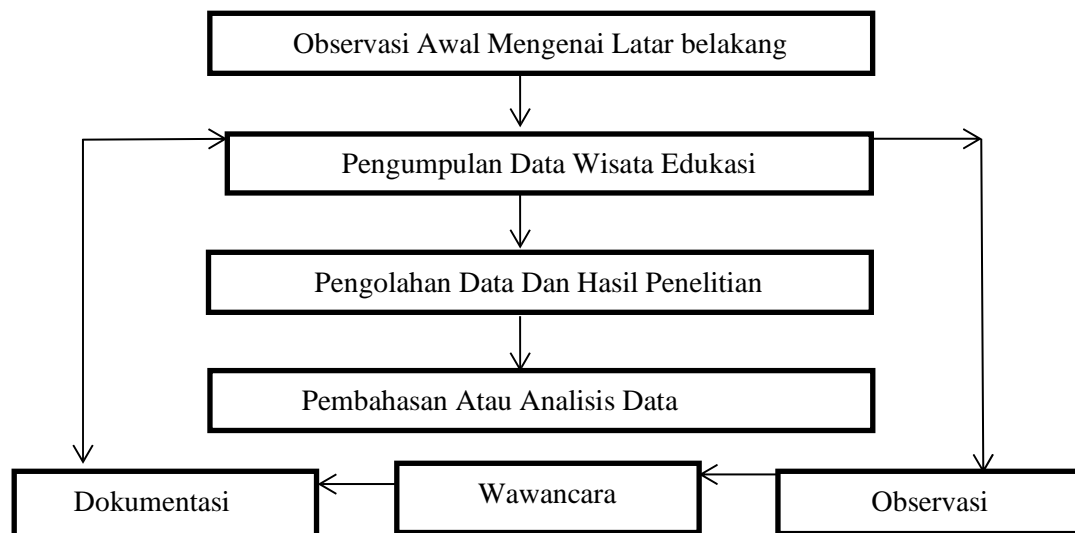 Observasi Awal Mengenai Latar belakang
Pengumpulan Data Wisata Edukasi
Pengolahan Data Dan Hasil Penelitian
Pembahasan Atau Analisis Data
Dokumentasi
Wawancara
Observasi